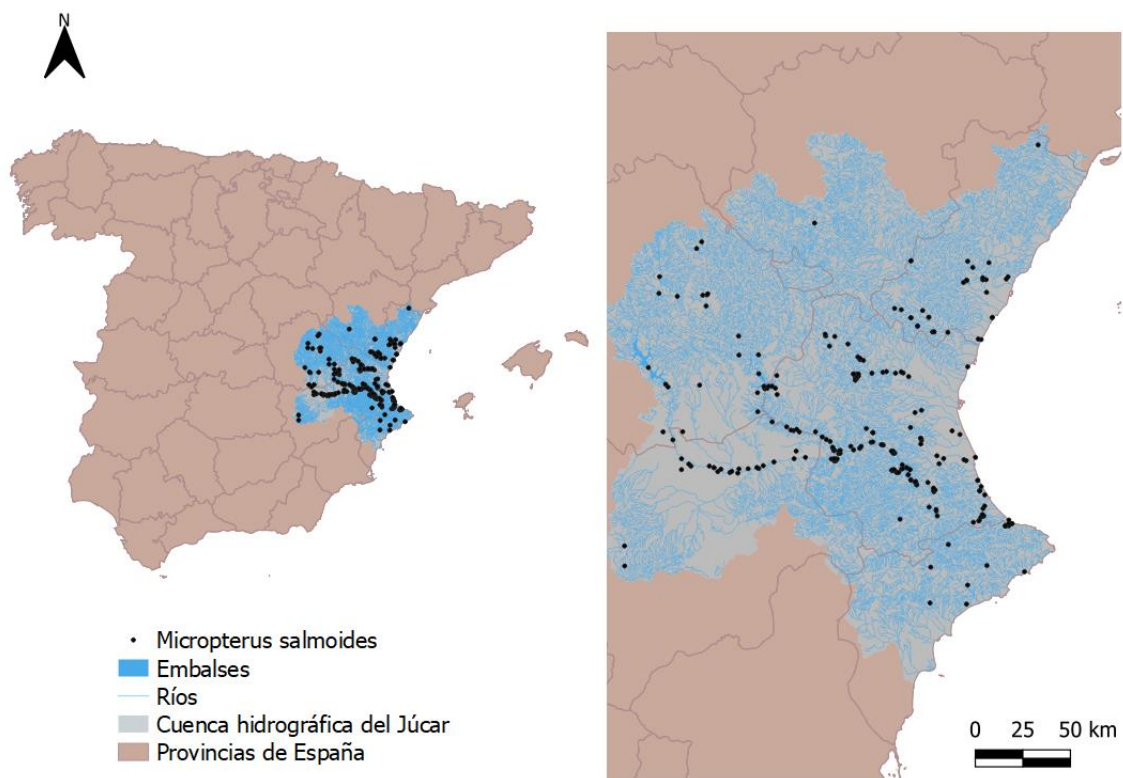 N
Micropterus salmoides
Embalses
Ríos
Cuenca hidrográfica del Júcar
Provincias de España
0 25 50 km